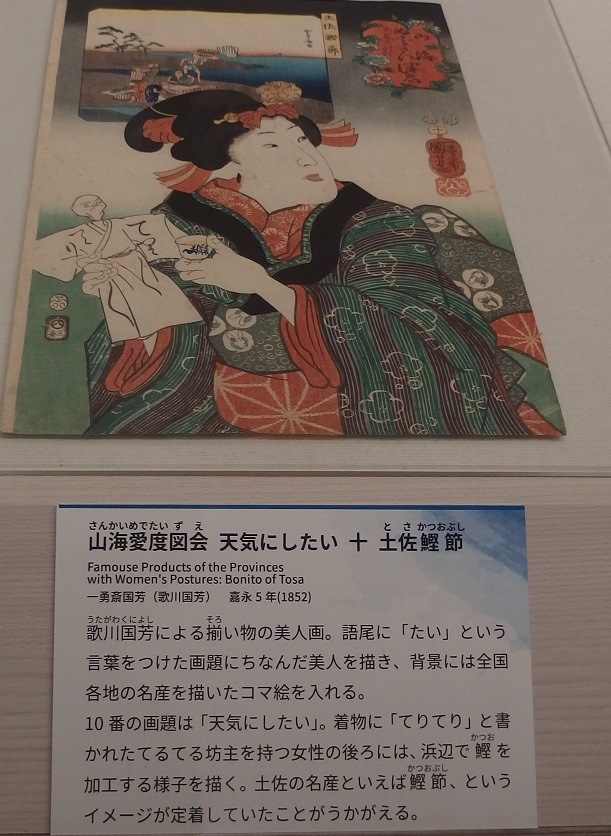 土佐鰹節
さんかいめでたいずえ とさかつおぶし
山海愛度図会 天気にしたい 十 土佐鰹節
Famouse Products of the Provinces
with Women's Postures: Bonito of Tosa
一勇斎国芳（歌川国芳） 嘉永5年(1852)
うたがわくによし そろ
歌川国芳による揃い物の美人画。語尾に「たい」という
言葉をつけた画題にちなんだ美人を描き、背景には全国
各地の名産を描いたコマ絵を入れる。
10番の画題は「天気にしたい」。着物に「てりてり」と書
かつお
かれたてるてる坊主を持つ女性の後ろには、浜辺で鰹を
かつおぶし
加工する様子を描く。土佐の名産といえば鰹節、という
イメージが定着していたことがうかがえる。